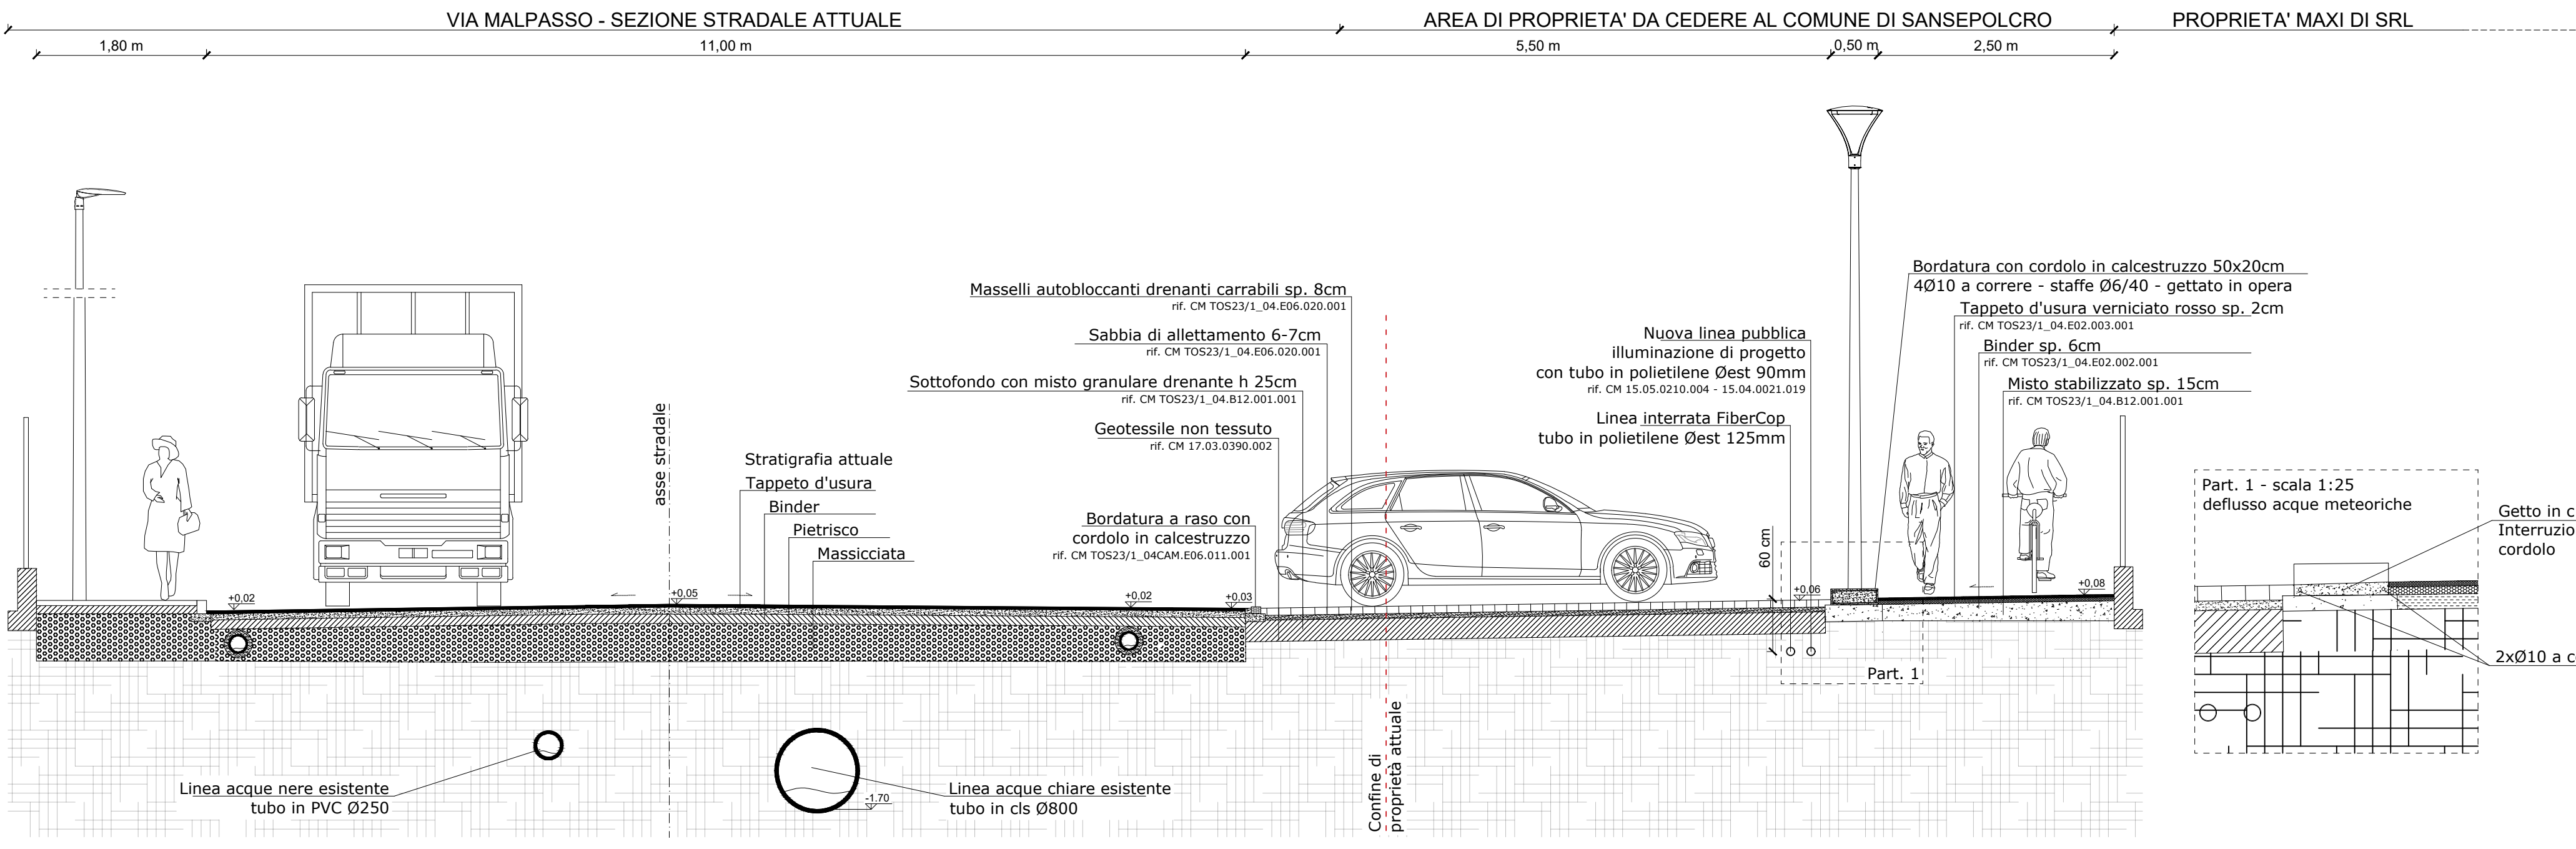 VIA MALPASSO - SEZIONE STRADALE ATTUALE
AREA DI PROPRIETA' DA CEDERE AL COMUNE DI SANSEPOLCRO
PROPRIETA' MAXI DI SRL
1,80 m
11,00 m
5,50 m
0,50 m
2,50 m
Masselli autobloccanti drenanti carrabili sp. 8cm
rif. CM TOS23/1_04.E06.020.001
Sabbia di allettamento 6-7cm
rif. CM TOS23/1_04.E06.020.001
Sottofondo con misto granulare drenante h 25cm
rif. CM TOS23/1_04.B12.001.001
Geotessile non tessuto
rif. CM 17.03.0390.002
Bordatura a raso con
cordolo in calcestruzzo
rif. CM TOS23/1_04CAM.E06.011.001
asse stradale
Stratigrafia attuale
Tappeto d'usura
Binder
Pietrisco
Massicciata
Nuova linea pubblica
illuminazione di progetto
con tubo in polietilene Øest 90mm
rif. CM 15.05.0210.004 - 15.04.0021.019
Linea interrata FiberCop
tubo in polietilene Øest 125mm
Bordatura con cordolo in calcestruzzo 50x20cm
4Ø10 a correre - staffe Ø6/40 - gettato in opera
Tappeto d'usura verniciato rosso sp. 2cm
rif. CM TOS23/1_04.E02.003.001
Binder sp. 6cm
rif. CM TOS23/1_04.E02.002.001
Misto stabilizzato sp. 15cm
rif. CM TOS23/1_04.B12.001.001
60 cm
+0,02
+0,05
+0,02
+0,03
+0,06
+0,08
Part. 1
Part. 1 - scala 1:25
deflusso acque meteoriche
Getto in c
Interruzio
cordolo
2xØ10 a c
Linea acque nere esistente
tubo in PVC Ø250
Linea acque chiare esistente
tubo in cls Ø800
-1.70
Confine di
proprietà attuale